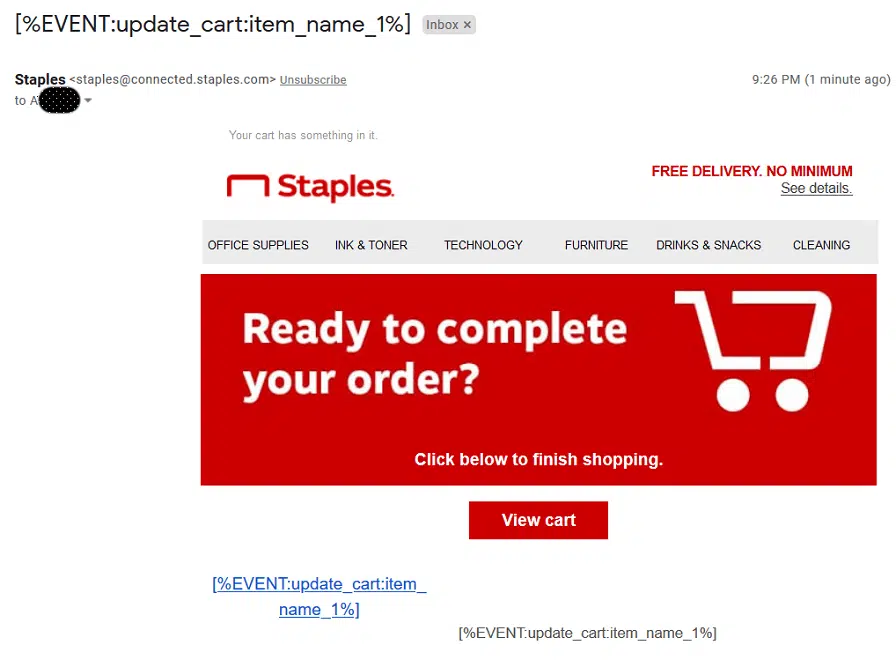 [%EVENT:update_cart:item_name_1%] Inbox ×
Staples <staples@connected.staples.com> Unsubscribe 9:26 PM (1 minute ago)
to A
Your cart has something in it.
Staples.
FREE DELIVERY. NO MINIMUM
See details.
OFFICE SUPPLIES INK & TONER TECHNOLOGY FURNITURE DRINKS & SNACKS CLEANING
Ready to complete
your order?
Click below to finish shopping.
View cart
[%EVENT:update_cart:item_
name_1%]
[%EVENT:update_cart:item_name_1%]